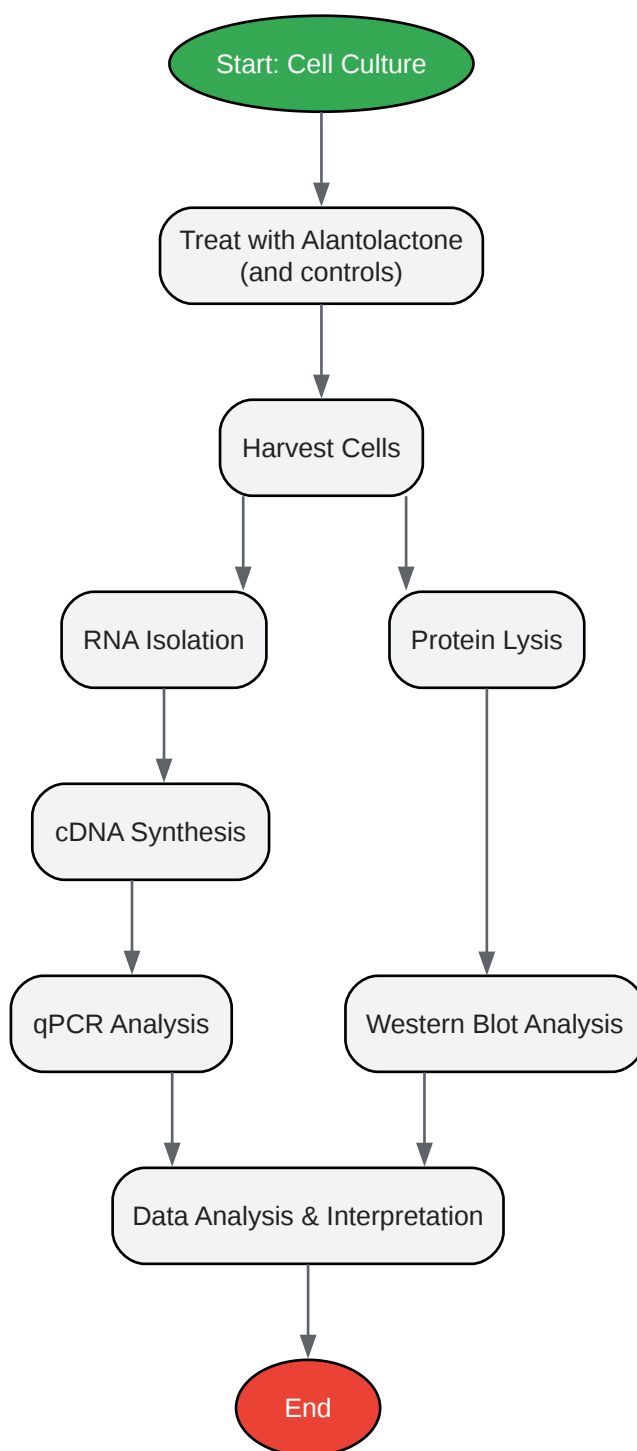 Start: Cell Culture
Treat with Alantolactone
(and controls)
Harvest Cells
RNA Isolation
Protein Lysis
cDNA Synthesis
qPCR Analysis
Western Blot Analysis
Data Analysis & Interpretation
End